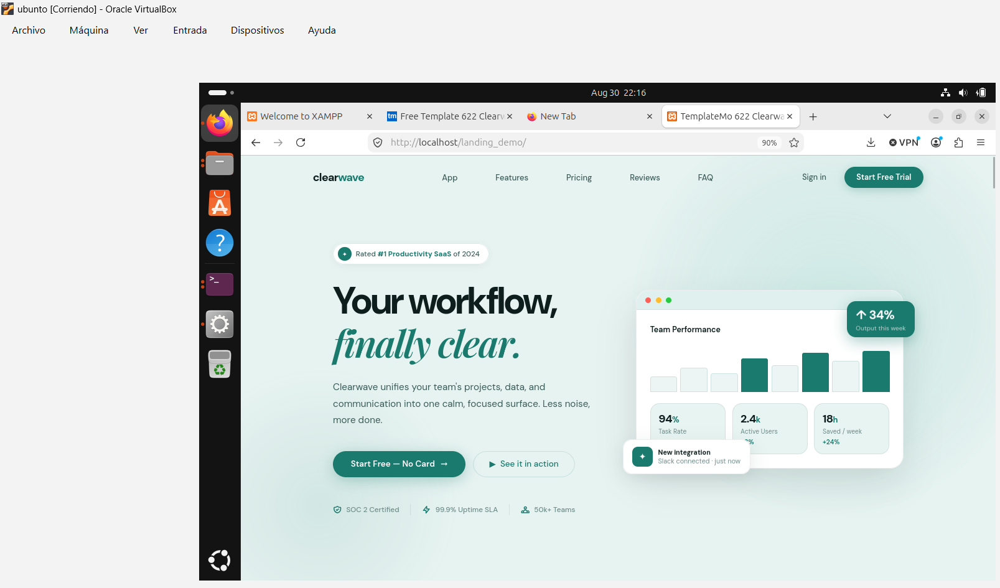 ubunto [Corriendo] - Oracle VirtualBox
Archivo Máquina Ver Entrada Dispositivos Ayuda
Aug 30 22:16
Welcome to XAMPP
tm Free Template 622 Clearw
New Tab
TemplateMo 622 Clearwa
http://localhost/landing_demo/
90%
VPN
clearwave
App Features Pricing Reviews FAQ
Sign in
Start Free Trial
Rated #1 Productivity SaaS of 2024
Your workflow,
finally clear.
Clearwave unifies your team's projects, data, and
communication into one calm, focused surface. Less noise,
more done.
Start Free — No Card →
▶ See it in action
SOC 2 Certified
99.9% Uptime SLA
50k+ Teams
↑ 34%
Output this week
Team Performance
94%
Task Rate
2.4k
Active Users
18h
Saved / week
+24%
New integration
Slack connected · just now